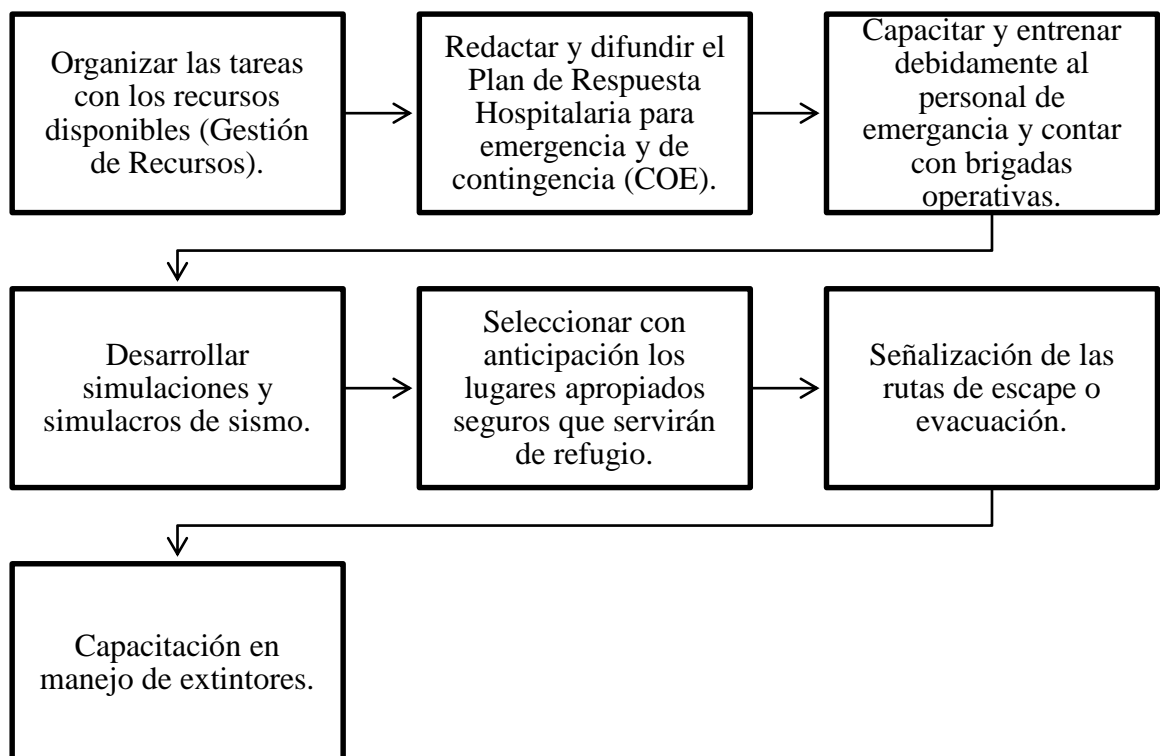 Organizar las tareas
con los recursos
disponibles (Gestión
de Recursos).
Redactar y difundir el
Plan de Respuesta
Hospitalaria para
emergencia y de
contingencia (COE).
Capacitar y entrenar
debidamente al
personal de
emergancia y contar
con brigadas
operativas.
Desarrollar
simulaciones y
simulacros de sismo.
Seleccionar con
anticipación los
lugares apropiados
seguros que servirán
de refugio.
Señalización de las
rutas de escape o
evacuación.
Capacitación en
manejo de extintores.